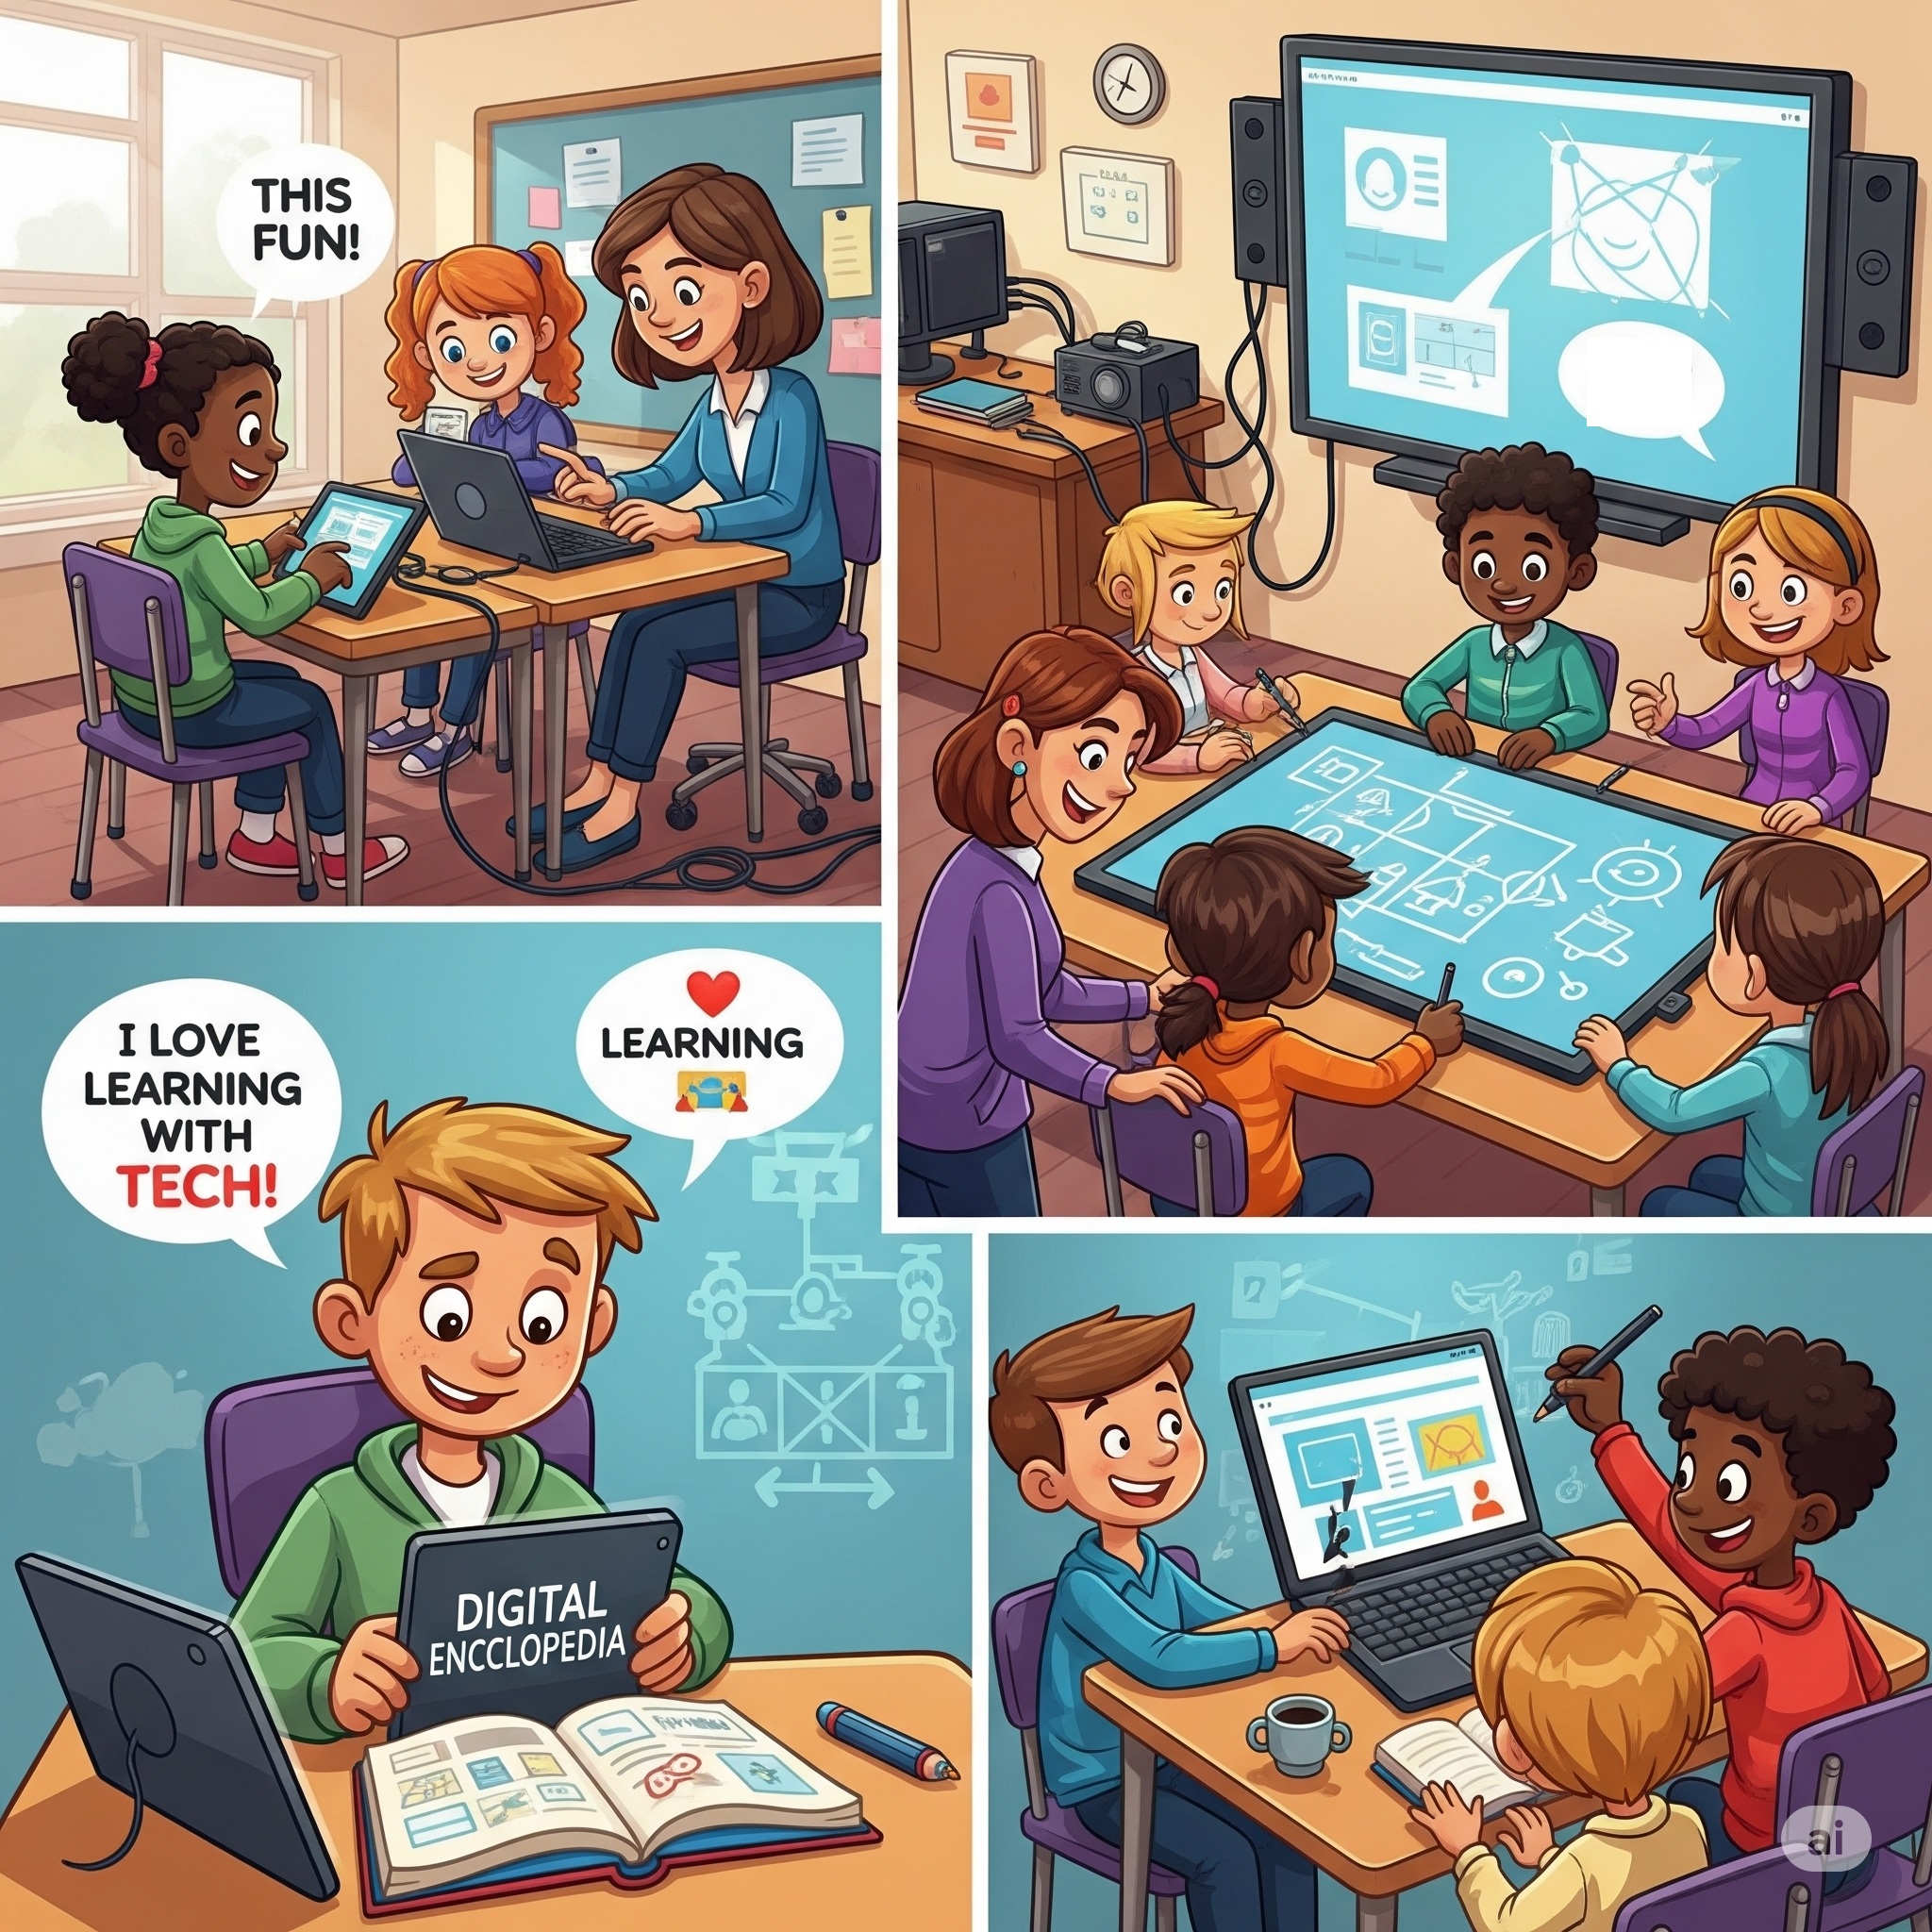 THIS
FUN!
I LOVE
LEARNING
WITH
TECH!
LEARNING
DIGITAL
ENCCLOPEDIA
ai